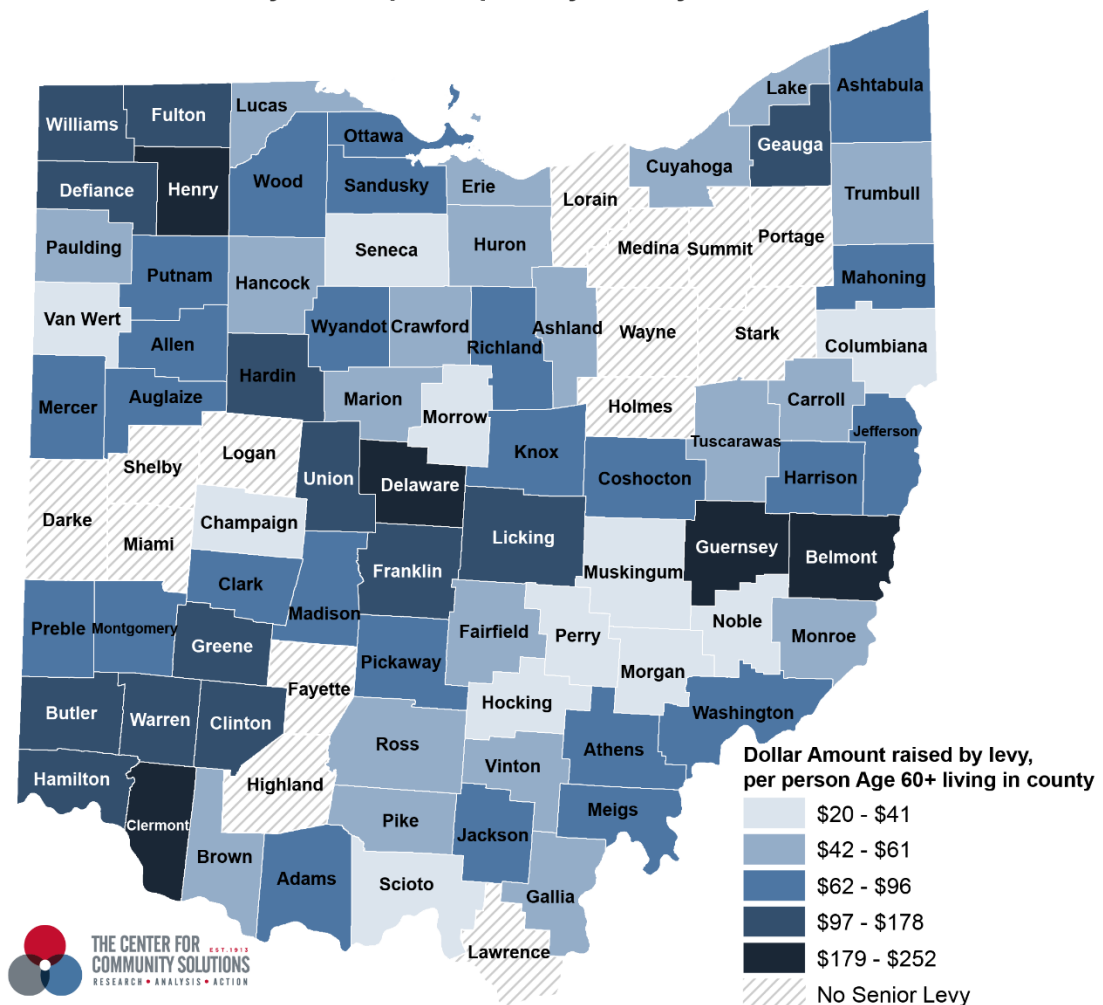 Ashtabula
Lake
Lucas
Fulton
Williams
Ottawa
Geauga
Cuyahoga
Wood
Sandusky
Erie
Henry
Defiance
Lorain
Trumbull
Paulding
Seneca
Huron
Medina
Summit
Portage
Putnam
Hancock
Mahoning
Van Wert
Wyandot
Crawford
Ashland
Wayne
Stark
Allen
Richland
Columbiana
Hardin
Mercer
Auglaize
Marion
Morrow
Holmes
Carroll
Tuscarawas
Jefferson
Logan
Shelby
Knox
Union
Delaware
Coshocton
Harrison
Darke
Champaign
Miami
Licking
Guernsey
Belmont
Franklin
Muskingum
Clark
Madison
Noble
Preble
Montgomery
Fairfield
Perry
Monroe
Greene
Pickaway
Morgan
Fayette
Hocking
Butler
Warren
Clinton
Washington
Ross
Athens
Hamilton
Highland
Vinton
Meigs
Clermont
Pike
Jackson
Brown
Adams
Scioto
Gallia
Lawrence
Dollar Amount raised by levy,
per person Age 60+ living in county
$20 - $41
$42 - $61
$62 - $96
$97 - $178
$179 - $252
No Senior Levy
THE CENTER FOR
EST.1913
COMMUNITY SOLUTIONS
RESEARCH • ANALYSIS • ACTION